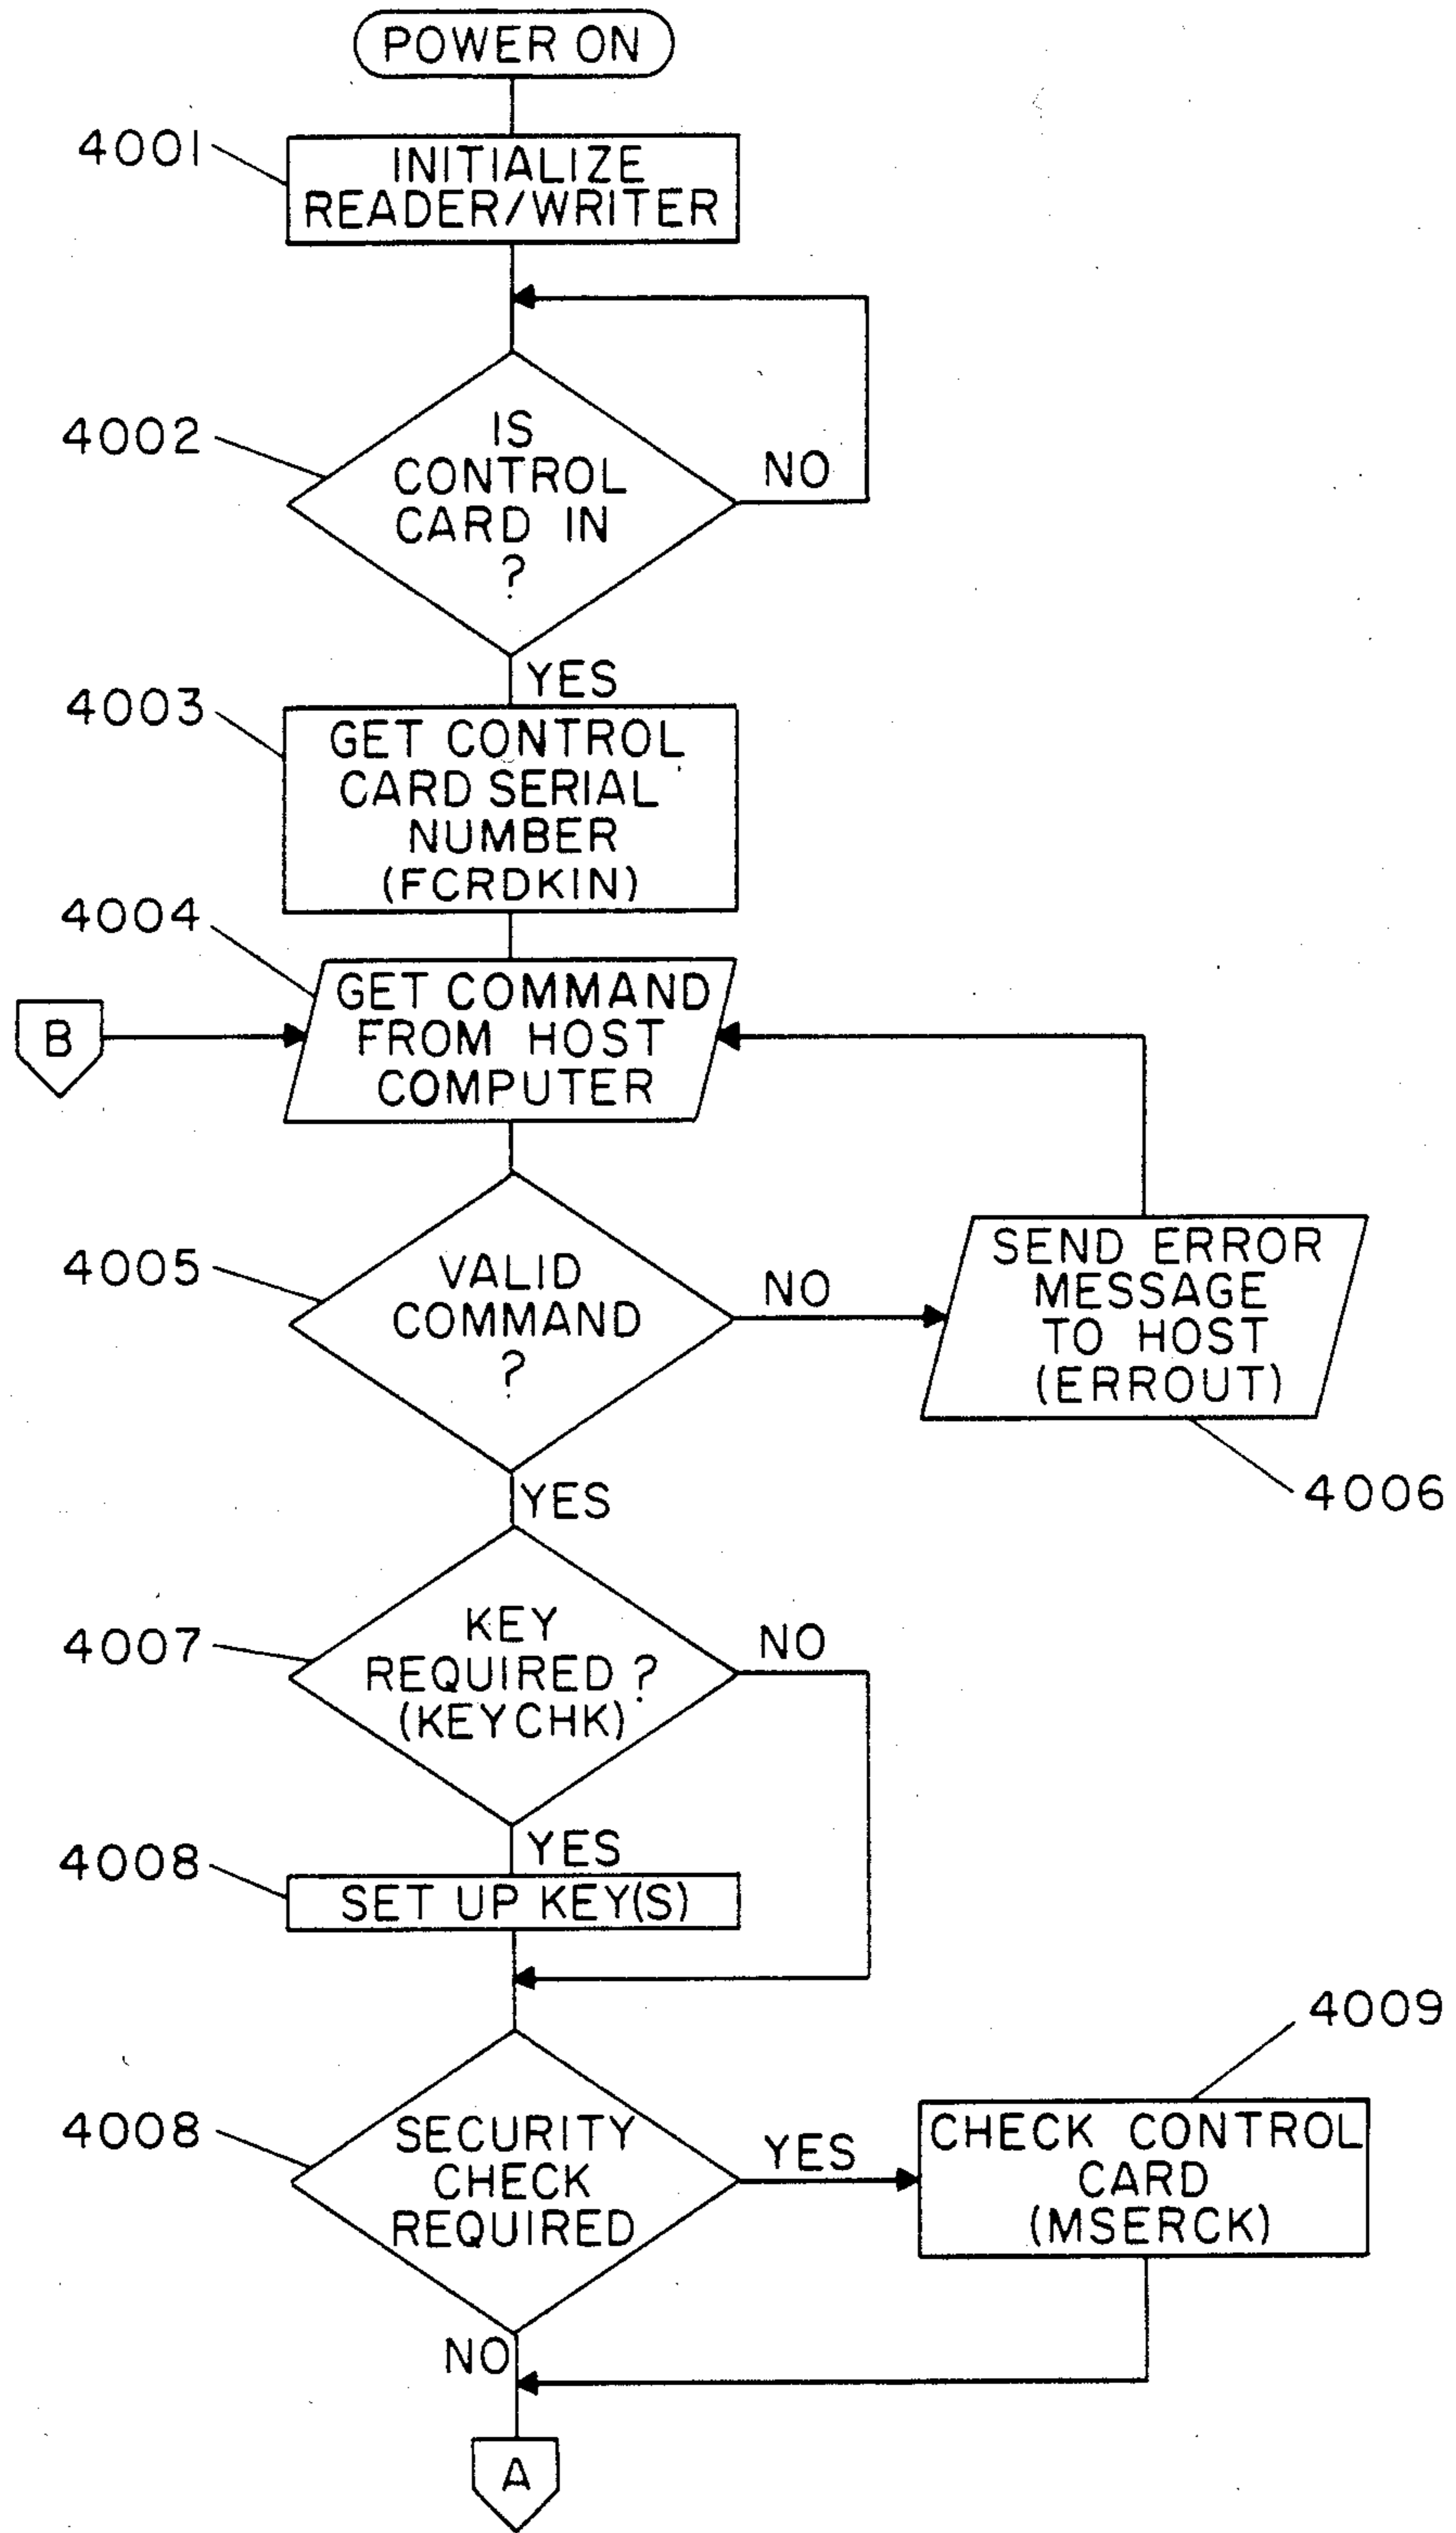 POWER ON
4001
INITIALIZE
READER/WRITER
4002
IS
CONTROL
CARD IN
?
NO
YES
4003
GET CONTROL
CARD SERIAL
NUMBER
(FCRDKIN)
4004
GET COMMAND
FROM HOST
COMPUTER
B
4005
VALID
COMMAND
?
NO
SEND ERROR
MESSAGE
TO HOST
(ERROUT)
4006
YES
4007
KEY
REQUIRED ?
(KEYCHK)
NO
YES
4008
SET UP KEY(S)
4008
SECURITY
CHECK
REQUIRED
YES
4009
CHECK CONTROL
CARD
(MSERCK)
NO
A